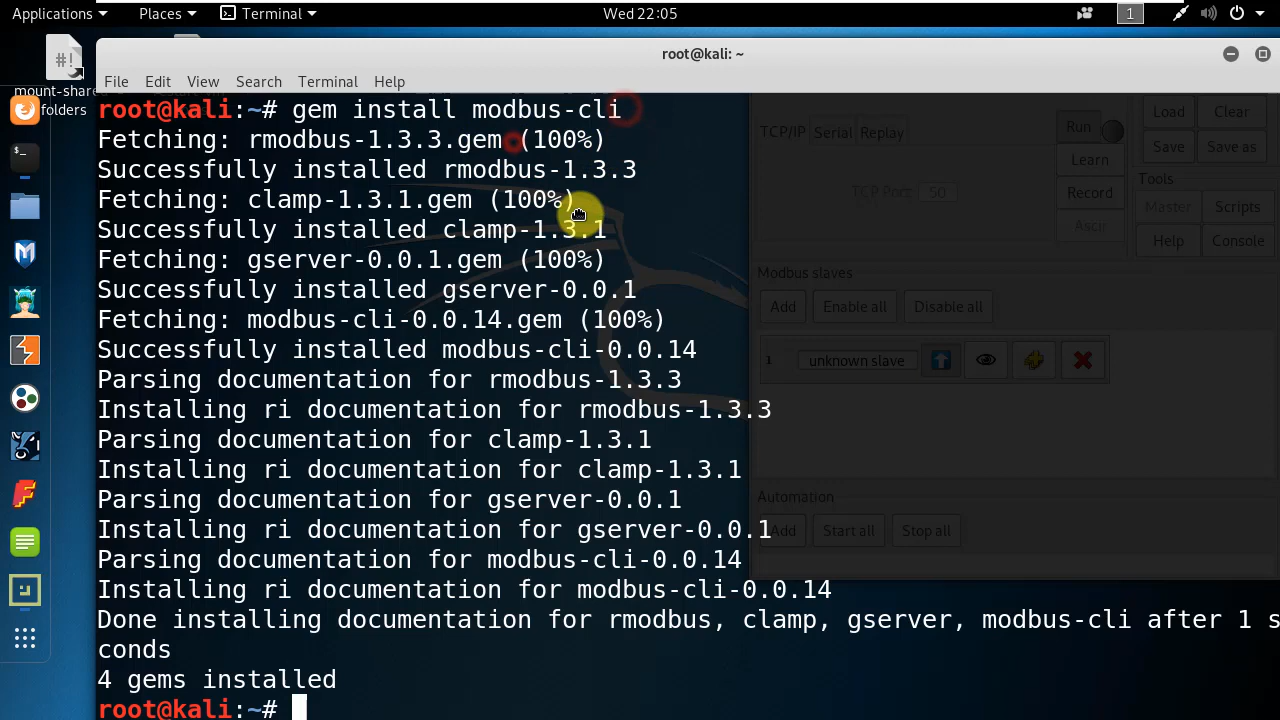 Applications
Places
Terminal
Wed 22:05
1
#!
mount-shared-
folders
root@kali: ~
File Edit View Search Terminal Help
root@kali:~# gem install modbus-cli
Fetching: rmodbus-1.3.3.gem (100%)
Successfully installed rmodbus-1.3.3
Fetching: clamp-1.3.1.gem (100%)
Successfully installed clamp-1.3.1
Fetching: gserver-0.0.1.gem (100%)
Successfully installed gserver-0.0.1
Fetching: modbus-cli-0.0.14.gem (100%)
Successfully installed modbus-cli-0.0.14
Parsing documentation for rmodbus-1.3.3
Installing ri documentation for rmodbus-1.3.3
Parsing documentation for clamp-1.3.1
Installing ri documentation for clamp-1.3.1
Parsing documentation for gserver-0.0.1
Installing ri documentation for gserver-0.0.1
Parsing documentation for modbus-cli-0.0.14
Installing ri documentation for modbus-cli-0.0.14
Done installing documentation for rmodbus, clamp, gserver, modbus-cli after 1 s
conds
4 gems installed
root@kali:~#
TCP/IP Serial Replay
TCP Port: 50
Run
Learn
Record
Ascii
Load Clear
Save Save as
Tools
Master Scripts
Help Console
Modbus slaves
Add Enable all Disable all
1 unknown slave
Automation
Add Start all Stop all